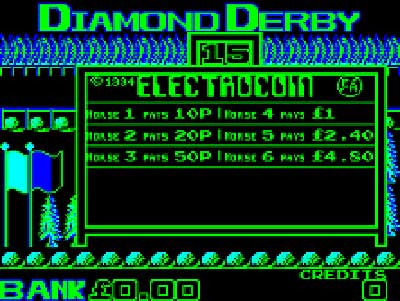 DIAMOND DERBY
15
©1994 ELECTROCOIN
HORSE 1 PAYS 10P | HORSE 4 PAYS £1
HORSE 2 PAYS 20P | HORSE 5 PAYS £2.40
HORSE 3 PAYS 50P | HORSE 6 PAYS £4.80
CREDITS
BANK £0.00 0